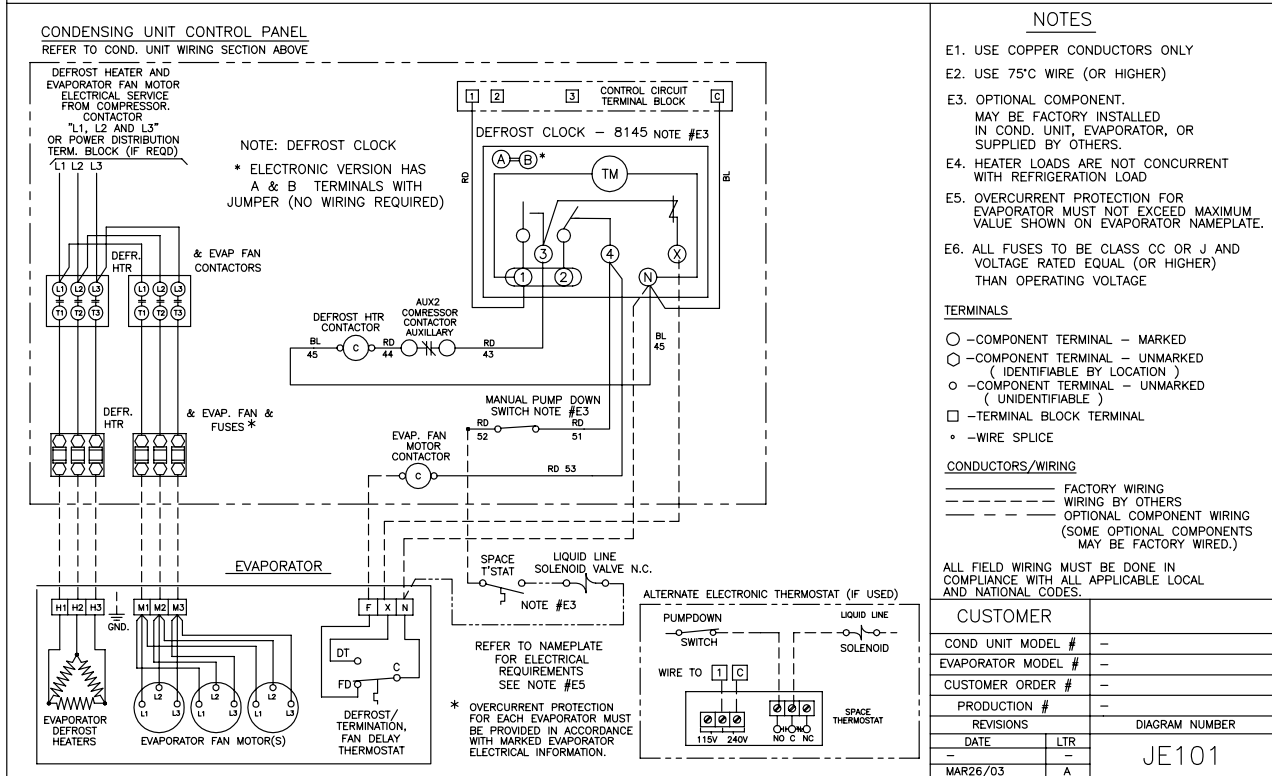 CONDENSING UNIT CONTROL PANEL
REFER TO COND. UNIT WIRING SECTION ABOVE
DEFROST HEATER AND
EVAPORATOR FAN MOTOR
ELECTRICAL SERVICE
FROM COMPRESSOR.
CONTACTOR
"L1, L2 AND L3"
OR POWER DISTRIBUTION
TERM. BLOCK (IF REQD)
L1 L2 L3
NOTE: DEFROST CLOCK
* ELECTRONIC VERSION HAS
A & B TERMINALS WITH
JUMPER (NO WIRING REQUIRED)
1 2 3 CONTROL CIRCUIT
TERMINAL BLOCK
C
DEFROST CLOCK - 8145 NOTE #E3
A B *
TM
RD
BL
3 4 X
1 2 N
DEFR.
HTR
& EVAP FAN
CONTACTORS
L1 L2 L3
T1 T2 T3
L1 L2 L3
T1 T2 T3
DEFROST HTR
CONTACTOR
AUX2
COMRESSOR
CONTACTOR
AUXILLARY
BL
45
C
RD
44
RD
43
BL
45
DEFR.
HTR
& EVAP. FAN &
FUSES *
MANUAL PUMP DOWN
SWITCH NOTE #E3
RD
52
RD
51
EVAP. FAN
MOTOR
CONTACTOR
C
RD 53
EVAPORATOR
H1 H2 H3
GND.
M1 M2 M3
F X N
L2
L1 L3
L2
L1 L3
L2
L1 L3
EVAPORATOR
DEFROST
HEATERS
EVAPORATOR FAN MOTOR(S)
DT
C
FD
DEFROST/
TERMINATION,
FAN DELAY
THERMOSTAT
SPACE
T'STAT
LIQUID LINE
SOLENOID VALVE N.C.
NOTE #E3
REFER TO NAMEPLATE
FOR ELECTRICAL
REQUIREMENTS
SEE NOTE #E5
* OVERCURRENT PROTECTION
FOR EACH EVAPORATOR MUST
BE PROVIDED IN ACCORDANCE
WITH MARKED EVAPORATOR
ELECTRICAL INFORMATION.
ALTERNATE ELECTRONIC THERMOSTAT (IF USED)
PUMPDOWN
SWITCH
LIQUID LINE
SOLENOID
WIRE TO 1 C
115V 240V
NO C NC
SPACE
THERMOSTAT
NOTES
E1. USE COPPER CONDUCTORS ONLY
E2. USE 75°C WIRE (OR HIGHER)
E3. OPTIONAL COMPONENT.
MAY BE FACTORY INSTALLED
IN COND. UNIT, EVAPORATOR, OR
SUPPLIED BY OTHERS.
E4. HEATER LOADS ARE NOT CONCURRENT
WITH REFRIGERATION LOAD
E5. OVERCURRENT PROTECTION FOR
EVAPORATOR MUST NOT EXCEED MAXIMUM
VALUE SHOWN ON EVAPORATOR NAMEPLATE.
E6. ALL FUSES TO BE CLASS CC OR J AND
VOLTAGE RATED EQUAL (OR HIGHER)
THAN OPERATING VOLTAGE
TERMINALS
-COMPONENT TERMINAL - MARKED
-COMPONENT TERMINAL - UNMARKED
( IDENTIFIABLE BY LOCATION )
-COMPONENT TERMINAL - UNMARKED
( UNIDENTIFIABLE )
-TERMINAL BLOCK TERMINAL
-WIRE SPLICE
CONDUCTORS/WIRING
FACTORY WIRING
WIRING BY OTHERS
OPTIONAL COMPONENT WIRING
(SOME OPTIONAL COMPONENTS
MAY BE FACTORY WIRED.)
ALL FIELD WIRING MUST BE DONE IN
COMPLIANCE WITH ALL APPLICABLE LOCAL
AND NATIONAL CODES.
CUSTOMER
COND UNIT MODEL # -
EVAPORATOR MODEL # -
CUSTOMER ORDER # -
PRODUCTION # -
REVISIONS DIAGRAM NUMBER
DATE LTR
- -
MAR26/03 A
JE101